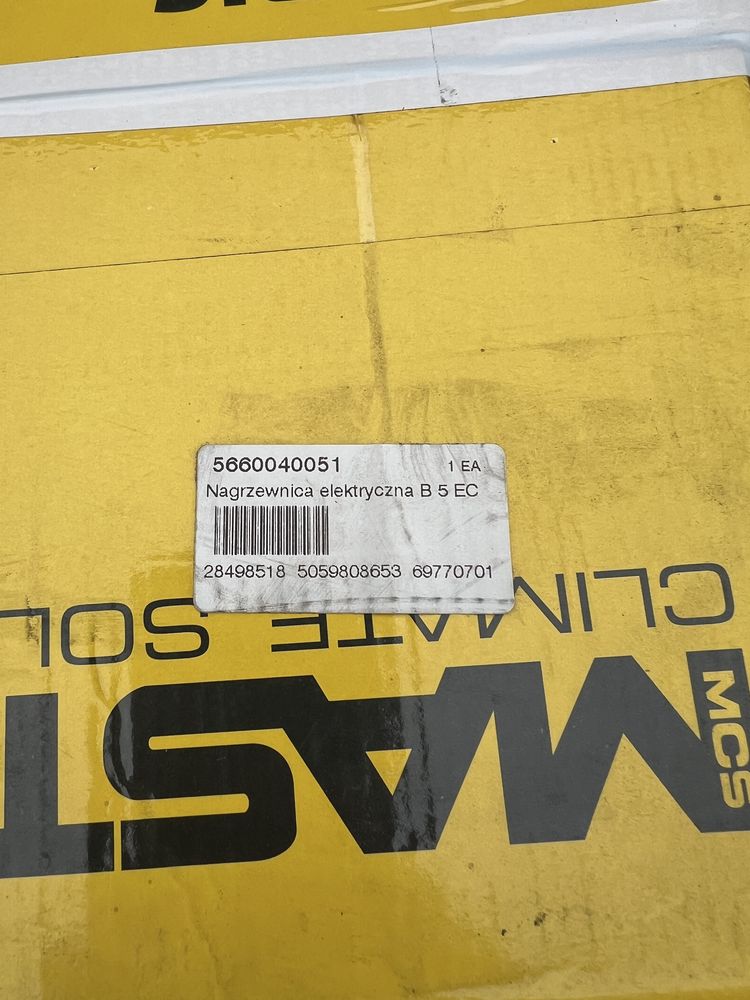 5660040051 1 EA
Nagrzewnica elektryczna B 5 EC
28498518 5059808653 69770701
CLIMATE SOL
MCS
MAST